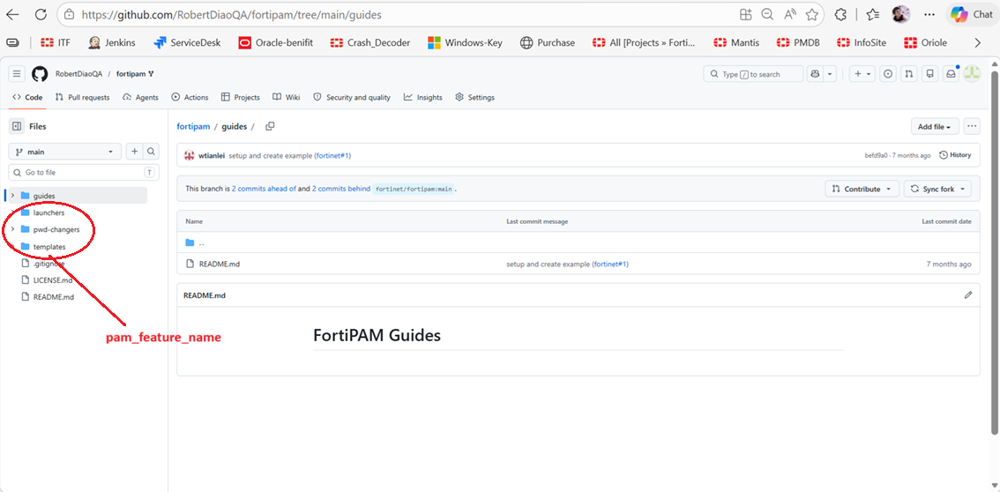 https://github.com/RobertDiaoQA/fortipam/tree/main/guides
Chat
ITF
Jenkins
ServiceDesk
Oracle-benifit
Crash_Decoder
Windows-Key
Purchase
All [Projects » Forti...
Mantis
PMDB
InfoSite
Oriole
RobertDiaoQA / fortipam
Type / to search
Code
Pull requests
Agents
Actions
Projects
Wiki
Security and quality
Insights
Settings
Files
main
Go to file
T
guides
launchers
pwd-changers
templates
.gitignore
LICENSE.md
README.md
pam_feature_name
fortipam / guides /
Add file
wtianlei setup and create example (fortinet#1)
befd9a0 · 7 months ago
History
This branch is 2 commits ahead of and 2 commits behind fortinet/fortipam:main .
Contribute
Sync fork
Name Last commit message Last commit date
..
README.md setup and create example (fortinet#1) 7 months ago
README.md
FortiPAM Guides